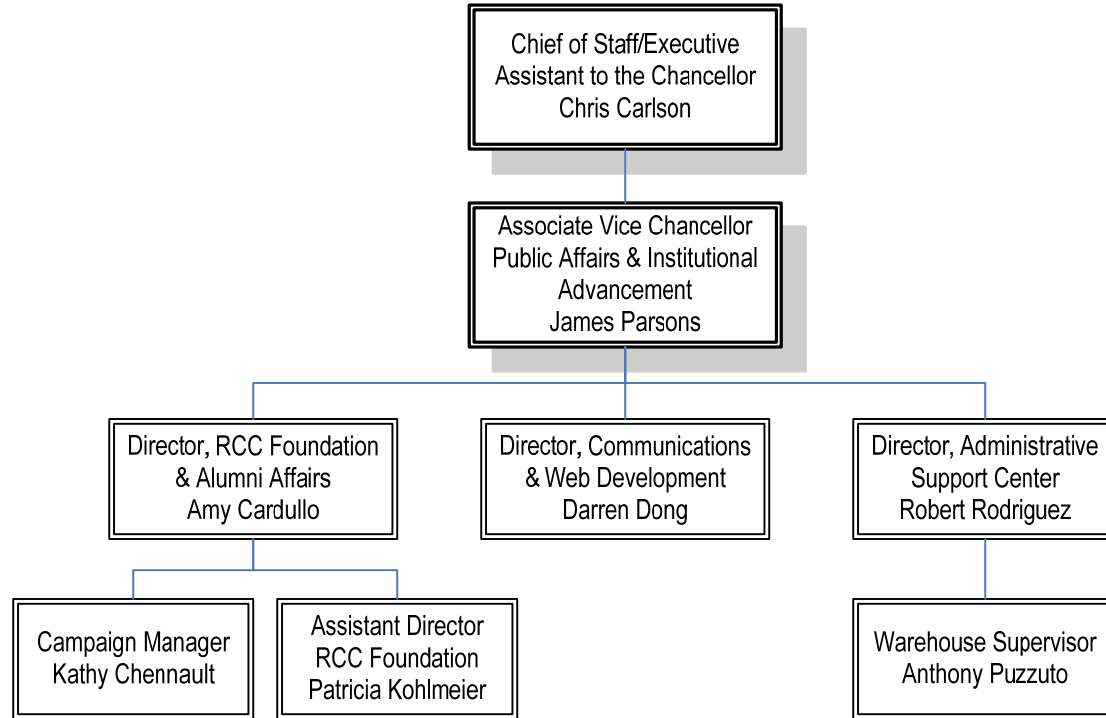 Chief of Staff/Executive
Assistant to the Chancellor
Chris Carlson
Associate Vice Chancellor
Public Affairs & Institutional
Advancement
James Parsons
Director, RCC Foundation
& Alumni Affairs
Amy Cardullo
Director, Communications
& Web Development
Darren Dong
Director, Administrative
Support Center
Robert Rodriguez
Campaign Manager
Kathy Chennault
Assistant Director
RCC Foundation
Patricia Kohlmeier
Warehouse Supervisor
Anthony Puzzuto